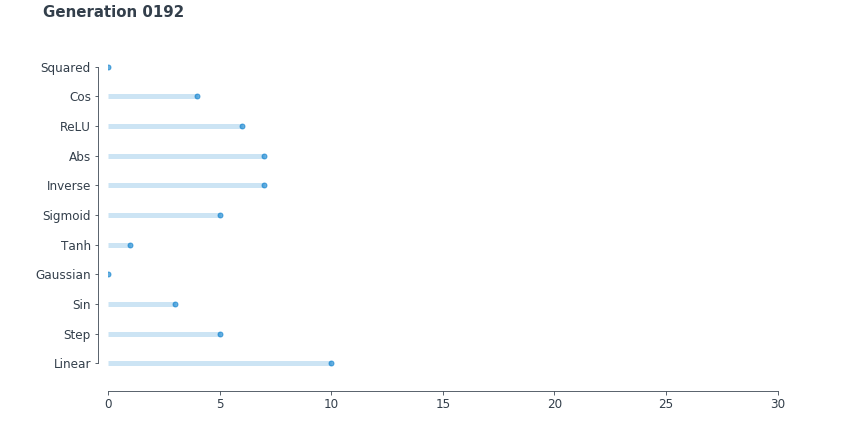 Generation 0192
Squared
Cos
ReLU
Abs
Inverse
Sigmoid
Tanh
Gaussian
Sin
Step
Linear
0 5 10 15 20 25 30